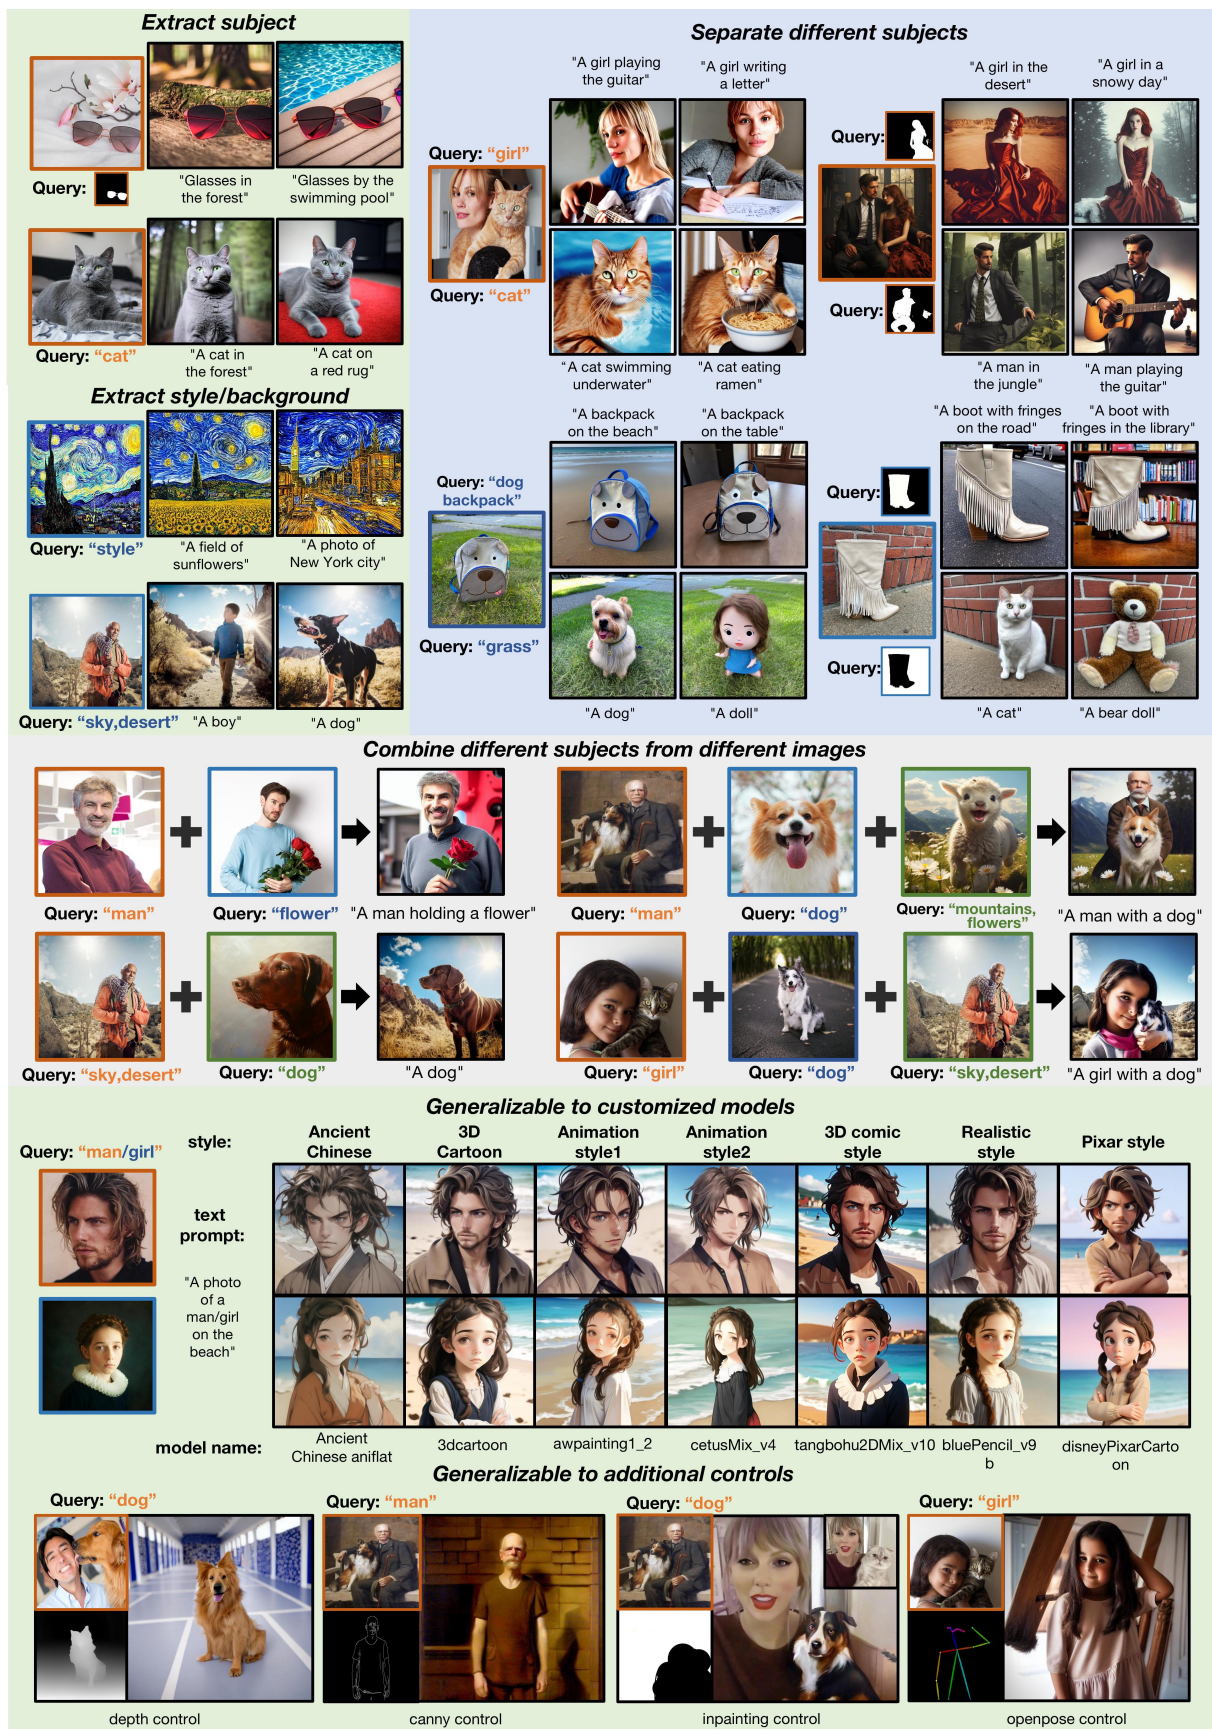 Extract subject
Query:
"Glasses in
the forest"
"Glasses by the
swimming pool"
Query: “cat”
"A cat in
the forest"
"A cat on
a red rug"
Extract style/background
Query: “style”
"A field of
sunflowers"
"A photo of
New York city"
Query: “sky,desert”
"A boy"
"A dog"
Separate different subjects
"A girl playing
the guitar"
"A girl writing
a letter"
Query: “girl”
Query: “cat”
“A cat swimming
underwater"
"A cat eating
ramen"
"A girl in the
desert"
"A girl in a
snowy day"
Query:
Query:
"A man in
the jungle"
"A man playing
the guitar"
"A backpack
on the beach"
"A backpack
on the table"
Query: “dog
backpack”
Query: “grass”
"A dog"
"A doll"
"A boot with fringes
on the road"
"A boot with
fringes in the library"
Query:
Query:
"A cat"
"A bear doll"
Combine different subjects from different images
Query: “man”
Query: “flower”
"A man holding a flower"
Query: “man”
Query: “dog”
Query: “mountains,
flowers”
"A man with a dog"
Query: “sky,desert”
Query: “dog”
"A dog"
Query: “girl”
Query: “dog”
Query: “sky,desert”
"A girl with a dog"
Generalizable to customized models
Query: “man/girl”
style:
Ancient
Chinese
3D
Cartoon
Animation
style1
Animation
style2
3D comic
style
Realistic
style
Pixar style
text
prompt:
"A photo
of a
man/girl
on the
beach"
model name:
Ancient
Chinese aniflat
3dcartoon
awpainting1_2
cetusMix_v4
tangbohu2DMix_v10
bluePencil_v9
b
disneyPixarCarto
on
Generalizable to additional controls
Query: “dog”
Query: “man”
Query: “dog”
Query: “girl”
depth control
canny control
inpainting control
openpose control